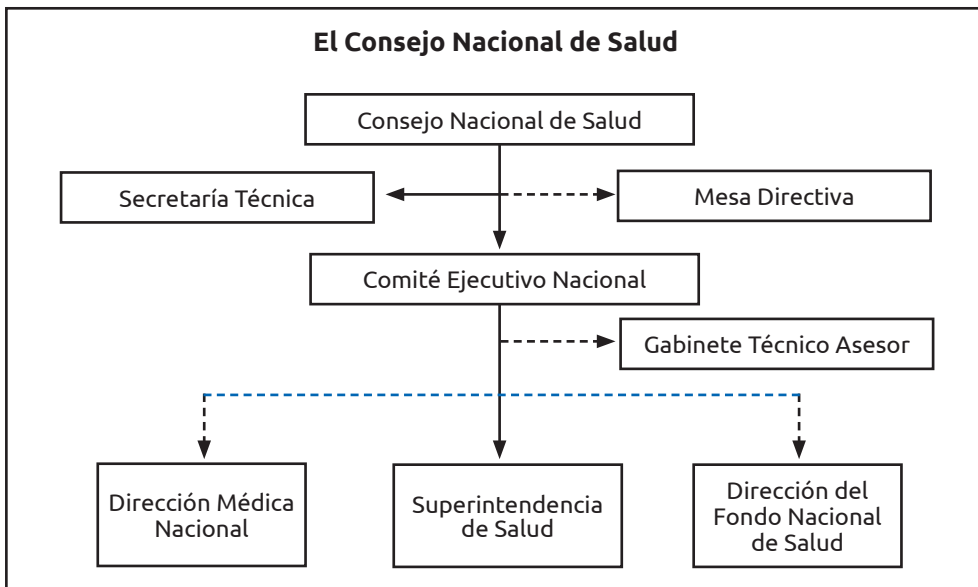 El Consejo Nacional de Salud
Consejo Nacional de Salud
Secretaría Técnica
Mesa Directiva
Comité Ejecutivo Nacional
Gabinete Técnico Asesor
Dirección Médica
Nacional
Superintendencia
de Salud
Dirección del
Fondo Nacional
de Salud